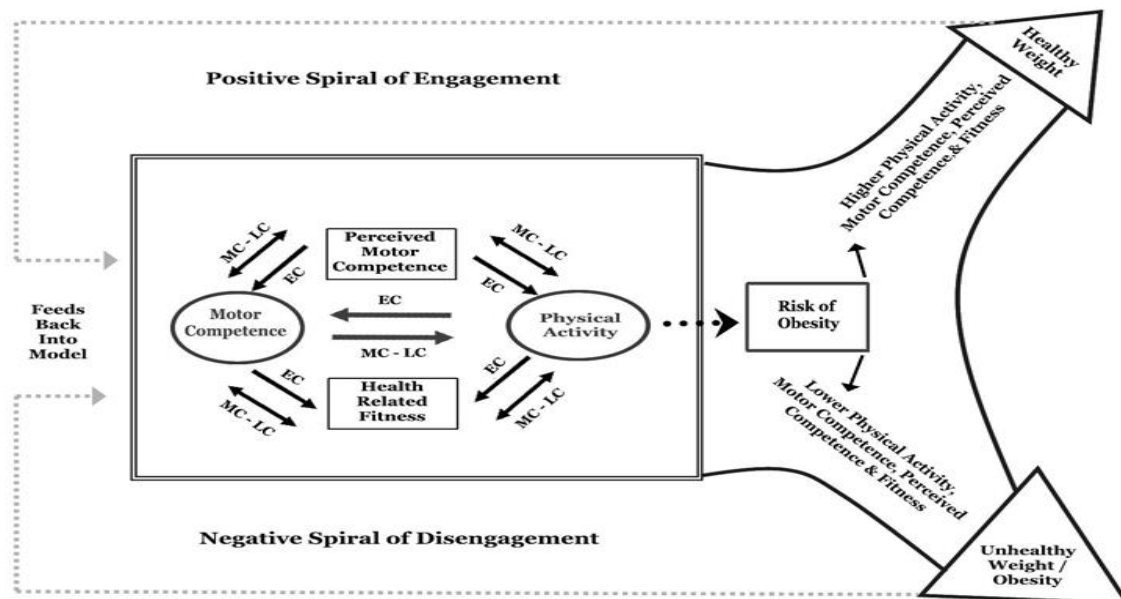 Healthy
Weight
Positive Spiral of Engagement
Higher Physical Activity,
Motor Competence, Perceived
Competence,& Fitness
MC - LC
EC
Perceived
Motor
Competence
MC - LC
EC
Feeds
Back
Into
Model
Motor
Competence
EC
MC - LC
Physical
Activity
Risk of
Obesity
EC
MC - LC
Health
Related
Fitness
EC
MC - LC
Lower Physical Activity,
Motor Competence, Perceived
Competence & Fitness
Negative Spiral of Disengagement
Unhealthy
Weight /
Obesity